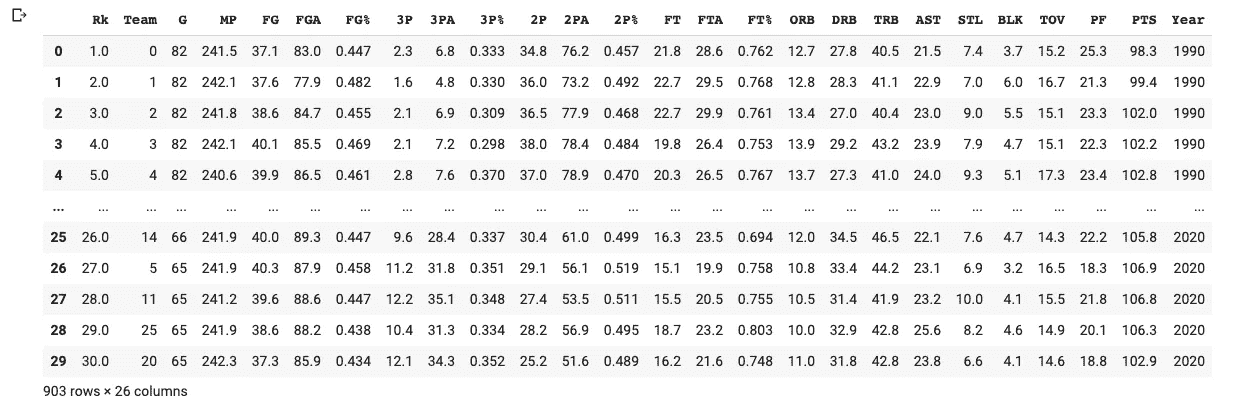 Rk Team G MP FG FGA FG% 3P 3PA 3P% 2P 2PA 2P% FT FTA FT% ORB DRB TRB AST STL BLK TOV PF PTS Year
0 1.0 0 82 241.5 37.1 83.0 0.447 2.3 6.8 0.333 34.8 76.2 0.457 21.8 28.6 0.762 12.7 27.8 40.5 21.5 7.4 3.7 15.2 25.3 98.3 1990
1 2.0 1 82 242.1 37.6 77.9 0.482 1.6 4.8 0.330 36.0 73.2 0.492 22.7 29.5 0.768 12.8 28.3 41.1 22.9 7.0 6.0 16.7 21.3 99.4 1990
2 3.0 2 82 241.8 38.6 84.7 0.455 2.1 6.9 0.309 36.5 77.9 0.468 22.7 29.9 0.761 13.4 27.0 40.4 23.0 9.0 5.5 15.1 23.3 102.0 1990
3 4.0 3 82 242.1 40.1 85.5 0.469 2.1 7.2 0.298 38.0 78.4 0.484 19.8 26.4 0.753 13.9 29.2 43.2 23.9 7.9 4.7 15.1 22.3 102.2 1990
4 5.0 4 82 240.6 39.9 86.5 0.461 2.8 7.6 0.370 37.0 78.9 0.470 20.3 26.5 0.767 13.7 27.3 41.0 24.0 9.3 5.1 17.3 23.4 102.8 1990
... ... ... ... ... ... ... ... ... ... ... ... ... ... ... ... ... ... ... ... ... ... ... ... ... ... ...
25 26.0 14 66 241.9 40.0 89.3 0.447 9.6 28.4 0.337 30.4 61.0 0.499 16.3 23.5 0.694 12.0 34.5 46.5 22.1 7.6 4.7 14.3 22.2 105.8 2020
26 27.0 5 65 241.9 40.3 87.9 0.458 11.2 31.8 0.351 29.1 56.1 0.519 15.1 19.9 0.758 10.8 33.4 44.2 23.1 6.9 3.2 16.5 18.3 106.9 2020
27 28.0 11 65 241.2 39.6 88.6 0.447 12.2 35.1 0.348 27.4 53.5 0.511 15.5 20.5 0.755 10.5 31.4 41.9 23.2 10.0 4.1 15.5 21.8 106.8 2020
28 29.0 25 65 241.9 38.6 88.2 0.438 10.4 31.3 0.334 28.2 56.9 0.495 18.7 23.2 0.803 10.0 32.9 42.8 25.6 8.2 4.6 14.9 20.1 106.3 2020
29 30.0 20 65 242.3 37.3 85.9 0.434 12.1 34.3 0.352 25.2 51.6 0.489 16.2 21.6 0.748 11.0 31.8 42.8 23.8 6.6 4.1 14.6 18.8 102.9 2020
903 rows × 26 columns